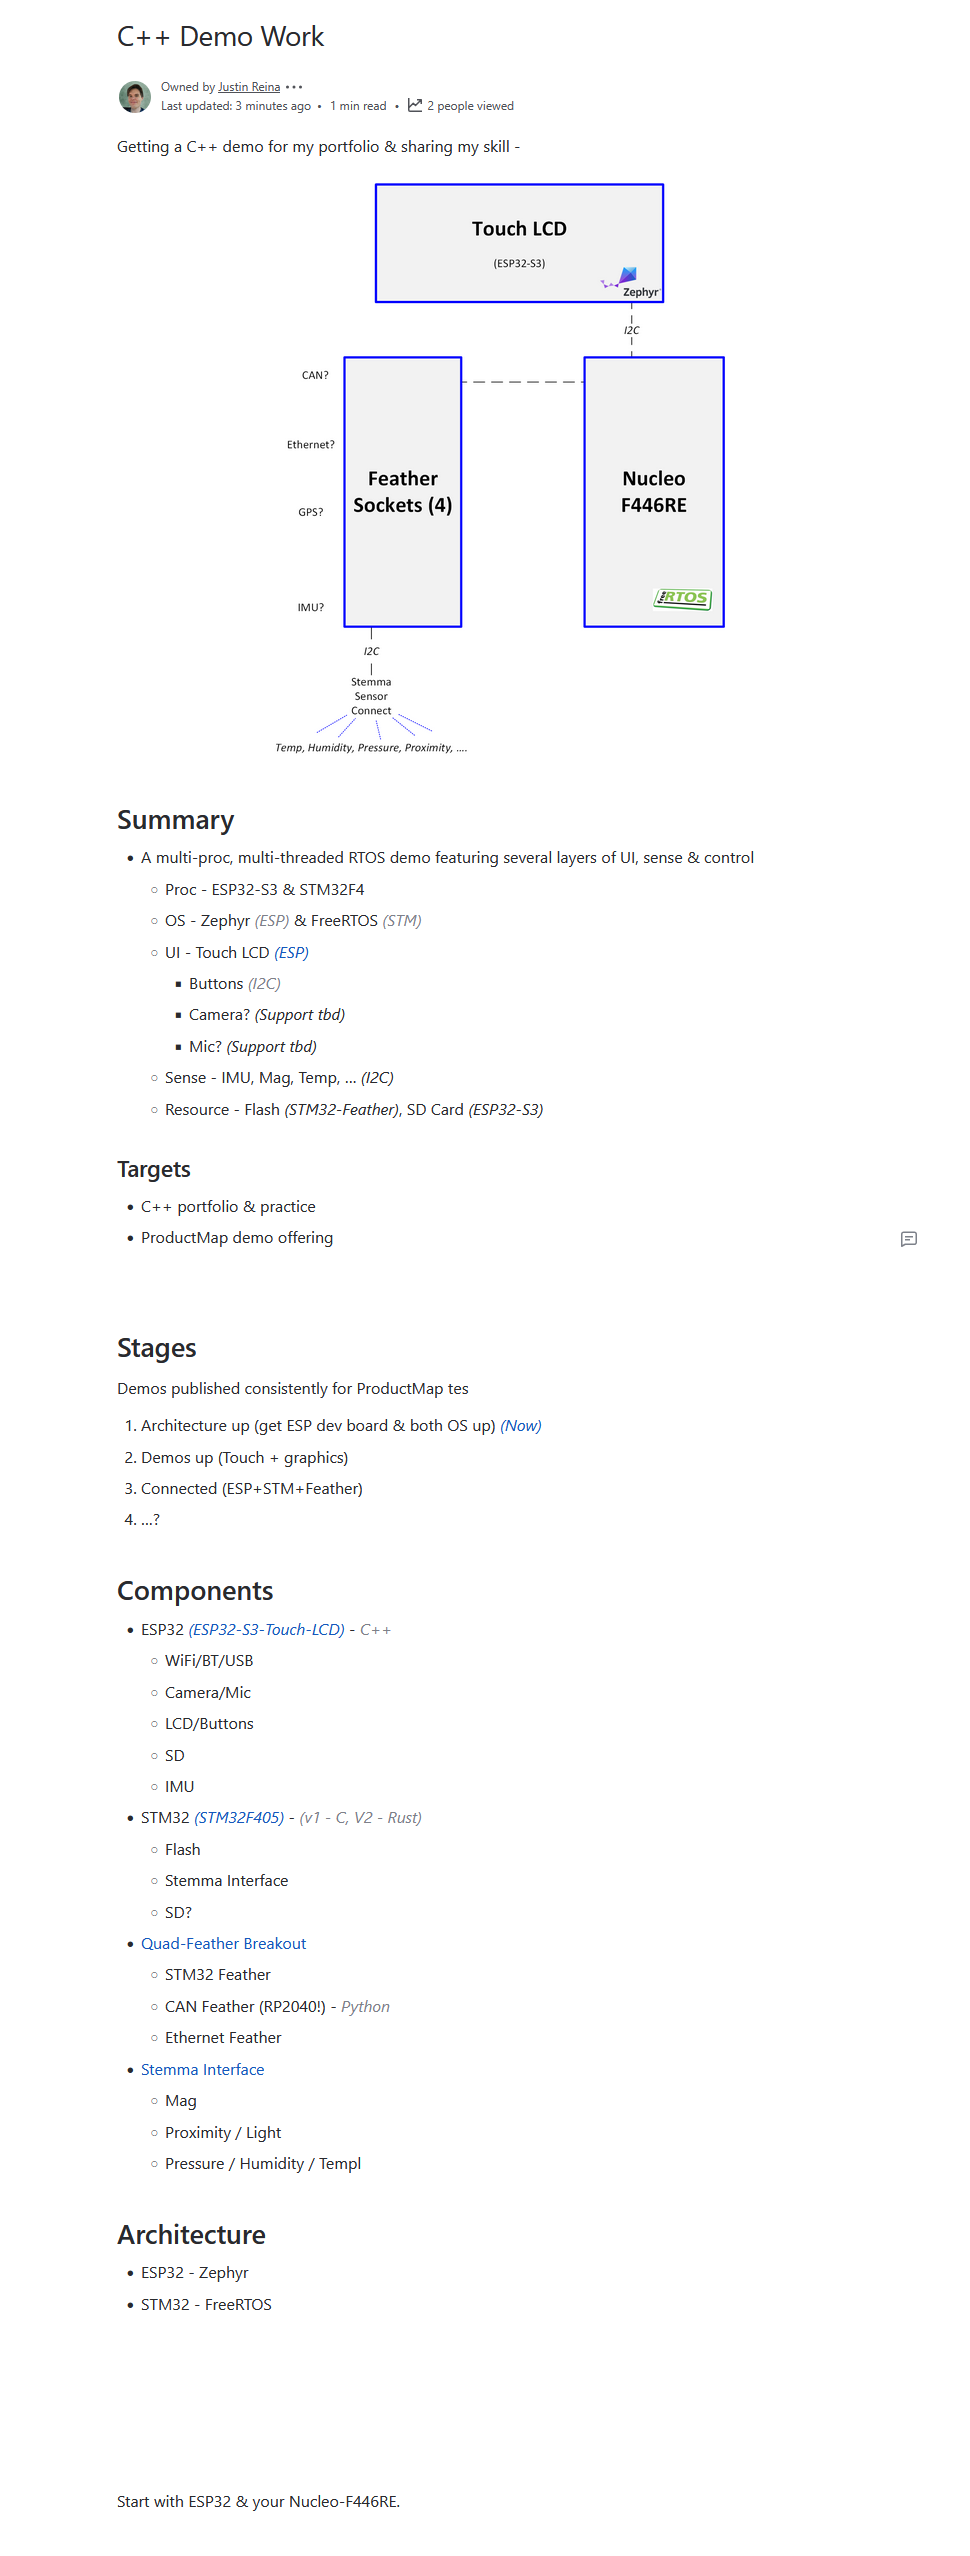 C++ Demo Work
Owned by Justin Reina •••
Last updated: 3 minutes ago • 1 min read • 2 people viewed
Getting a C++ demo for my portfolio & sharing my skill -
Touch LCD
(ESP32-S3)
Zephyr
I2C
CAN?
Ethernet?
GPS?
IMU?
Feather
Sockets (4)
Nucleo
F446RE
free RTOS
I2C
Stemma
Sensor
Connect
Temp, Humidity, Pressure, Proximity, ....
Summary
• A multi-proc, multi-threaded RTOS demo featuring several layers of UI, sense & control
○ Proc - ESP32-S3 & STM32F4
○ OS - Zephyr (ESP) & FreeRTOS (STM)
○ UI - Touch LCD (ESP)
▪ Buttons (I2C)
▪ Camera? (Support tbd)
▪ Mic? (Support tbd)
○ Sense - IMU, Mag, Temp, ... (I2C)
○ Resource - Flash (STM32-Feather), SD Card (ESP32-S3)
Targets
• C++ portfolio & practice
• ProductMap demo offering
Stages
Demos published consistently for ProductMap tes
1. Architecture up (get ESP dev board & both OS up) (Now)
2. Demos up (Touch + graphics)
3. Connected (ESP+STM+Feather)
4. ...?
Components
• ESP32 (ESP32-S3-Touch-LCD) - C++
○ WiFi/BT/USB
○ Camera/Mic
○ LCD/Buttons
○ SD
○ IMU
• STM32 (STM32F405) - (v1 - C, V2 - Rust)
○ Flash
○ Stemma Interface
○ SD?
• Quad-Feather Breakout
○ STM32 Feather
○ CAN Feather (RP2040!) - Python
○ Ethernet Feather
• Stemma Interface
○ Mag
○ Proximity / Light
○ Pressure / Humidity / Templ
Architecture
• ESP32 - Zephyr
• STM32 - FreeRTOS
Start with ESP32 & your Nucleo-F446RE.